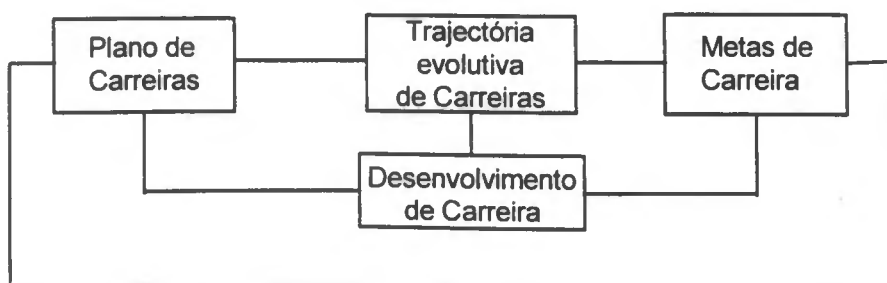 Plano de
Carreiras
Trajectória
evolutiva
de Carreiras
Metas de
Carreira
Desenvolvimento
de Carreira